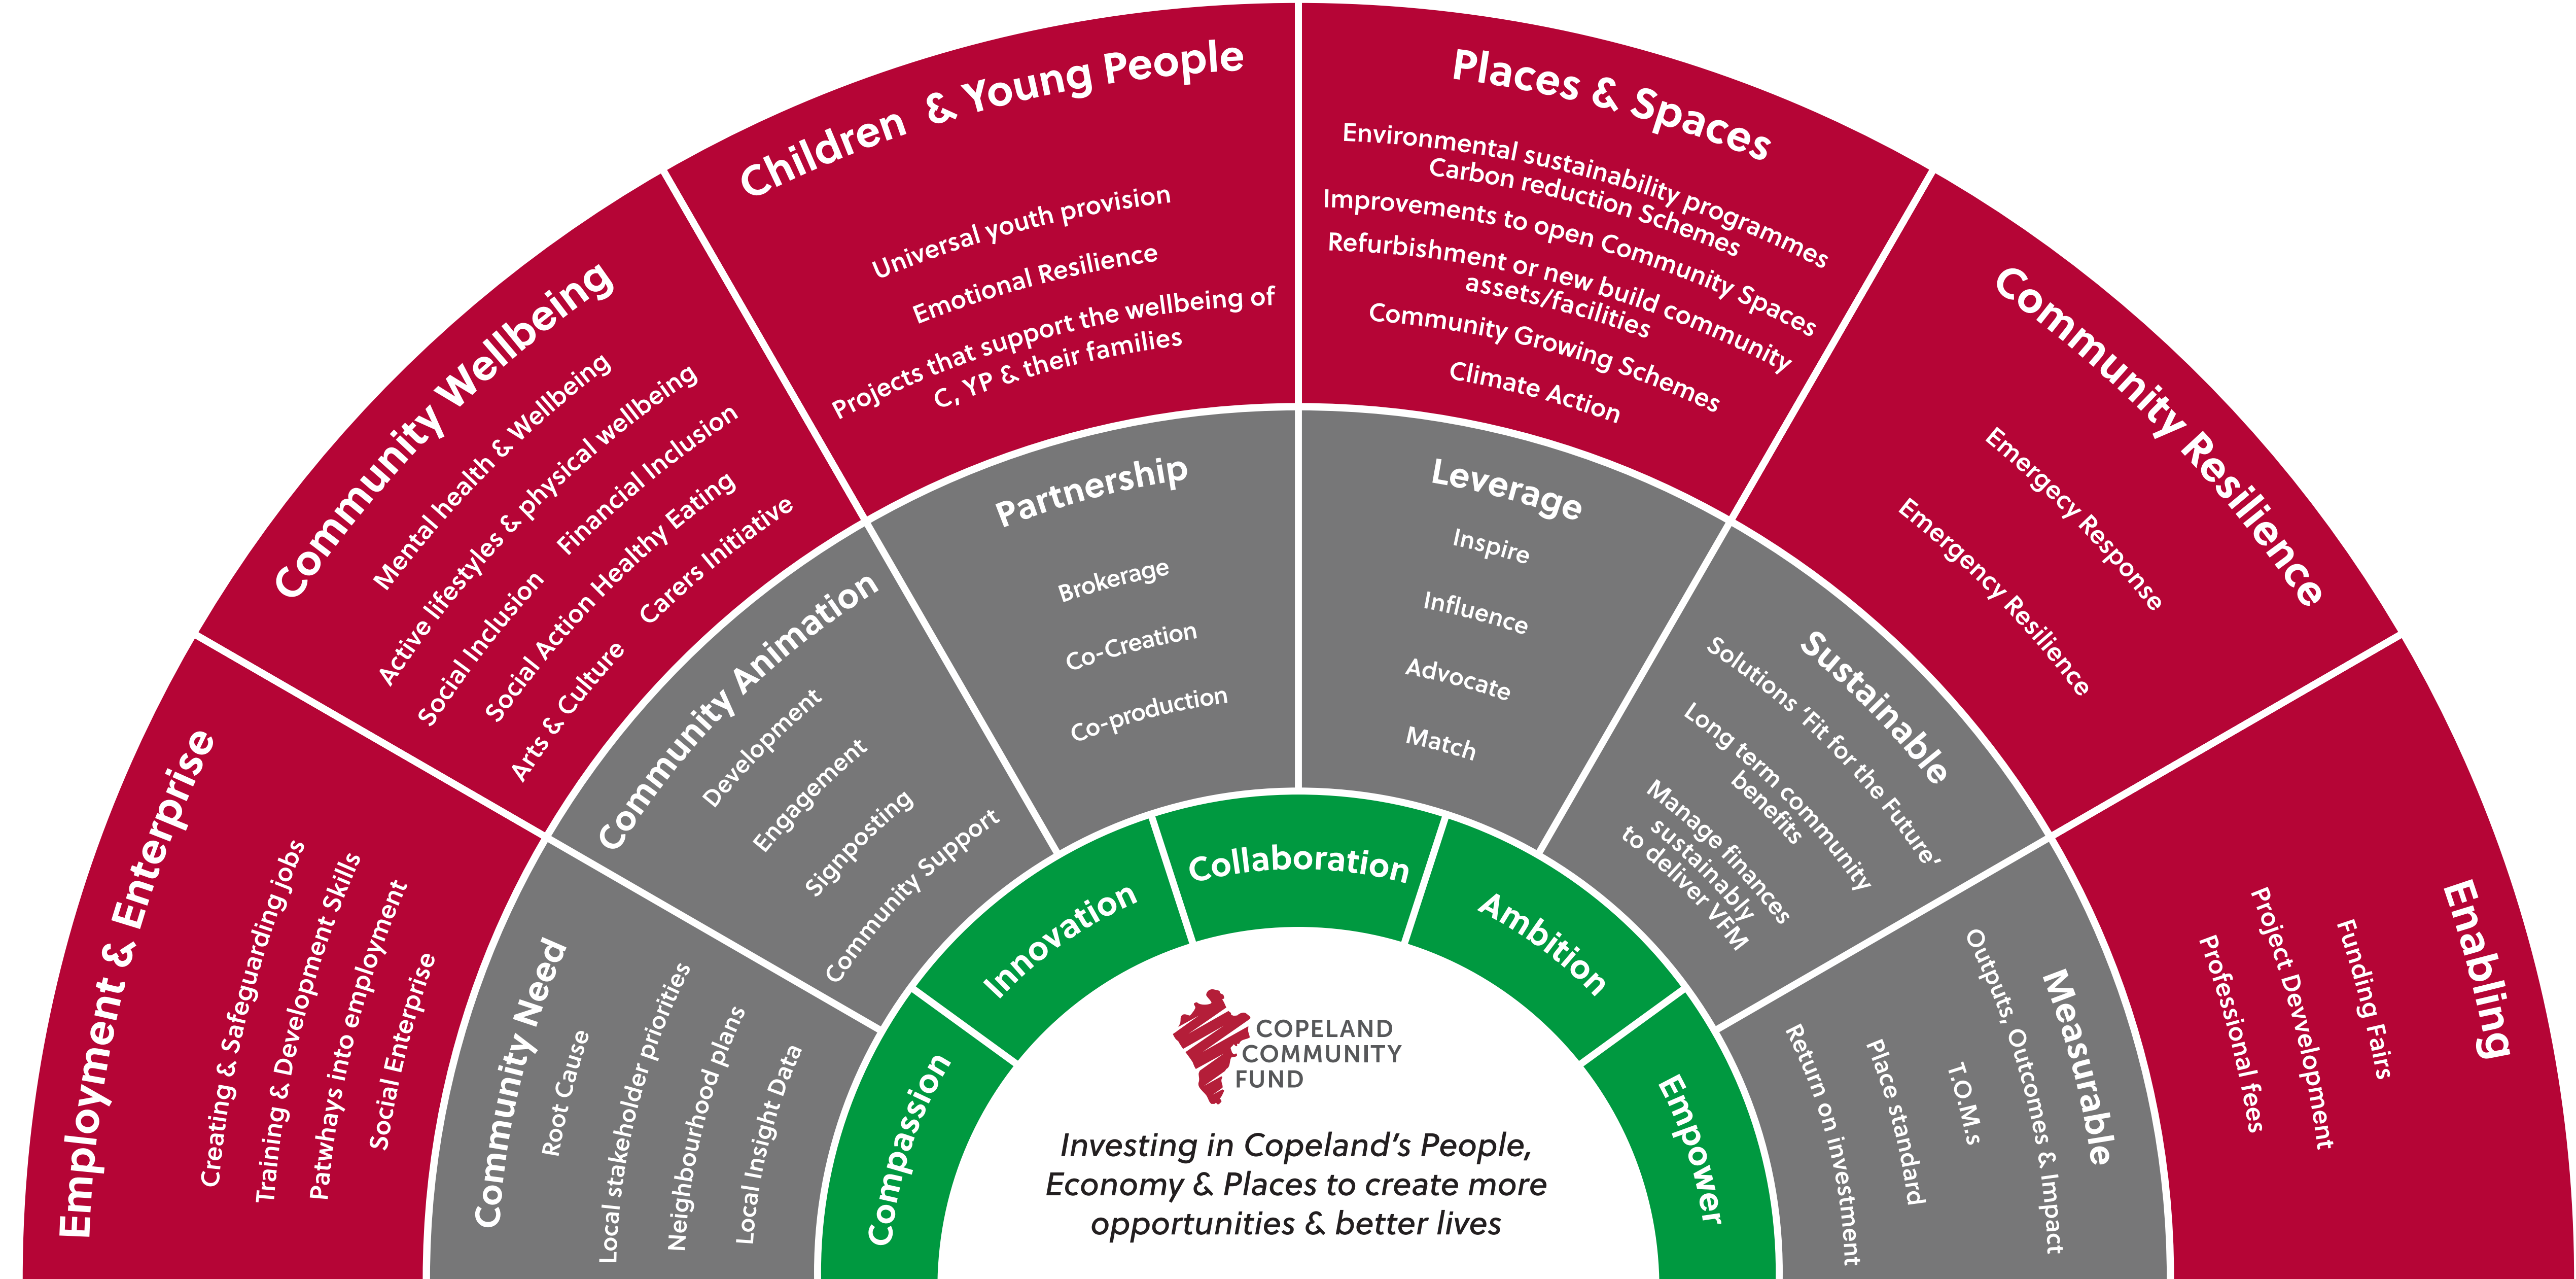 Employment & Enterprise
Creating & Safeguarding jobs
Training & Development Skills
Patwhays into employment
Social Enterprise
Community Wellbeing
Mental health & Wellbeing
Active lifestyles & physical wellbeing
Social Inclusion
Financial Inclusion
Social Action Healthy Eating
Arts & Culture
Carers Initiative
Children & Young People
Universal youth provision
Emotional Resilience
Projects that support the wellbeing of
C, YP & their families
Places & Spaces
Environmental sustainability programmes
Carbon reduction Schemes
Improvements to open Community Spaces
Refurbishment or new build community
assets/facilities
Community Growing Schemes
Climate Action
Community Resilience
Emergecy Response
Emergency Resilience
Enabling
Funding Fairs
Project Devvelopment
Professional fees
Community Need
Root Cause
Local stakeholder priorities
Neighbourhood plans
Local Insight Data
Community Animation
Development
Engagement
Signposting
Community Support
Partnership
Brokerage
Co-Creation
Co-production
Leverage
Inspire
Influence
Advocate
Match
Sustainable
Solutions ‘Fit for the Future’
Long term community
benefits
Manage finances
sustainably
to deliver VFM
Measurable
Outputs, Outcomes & Impact
T.O.M.s
Place standard
Return on investment
Compassion
Innovation
Collaboration
Ambition
Empower
COPELAND
COMMUNITY
FUND
Investing in Copeland’s People,
Economy & Places to create more
opportunities & better lives